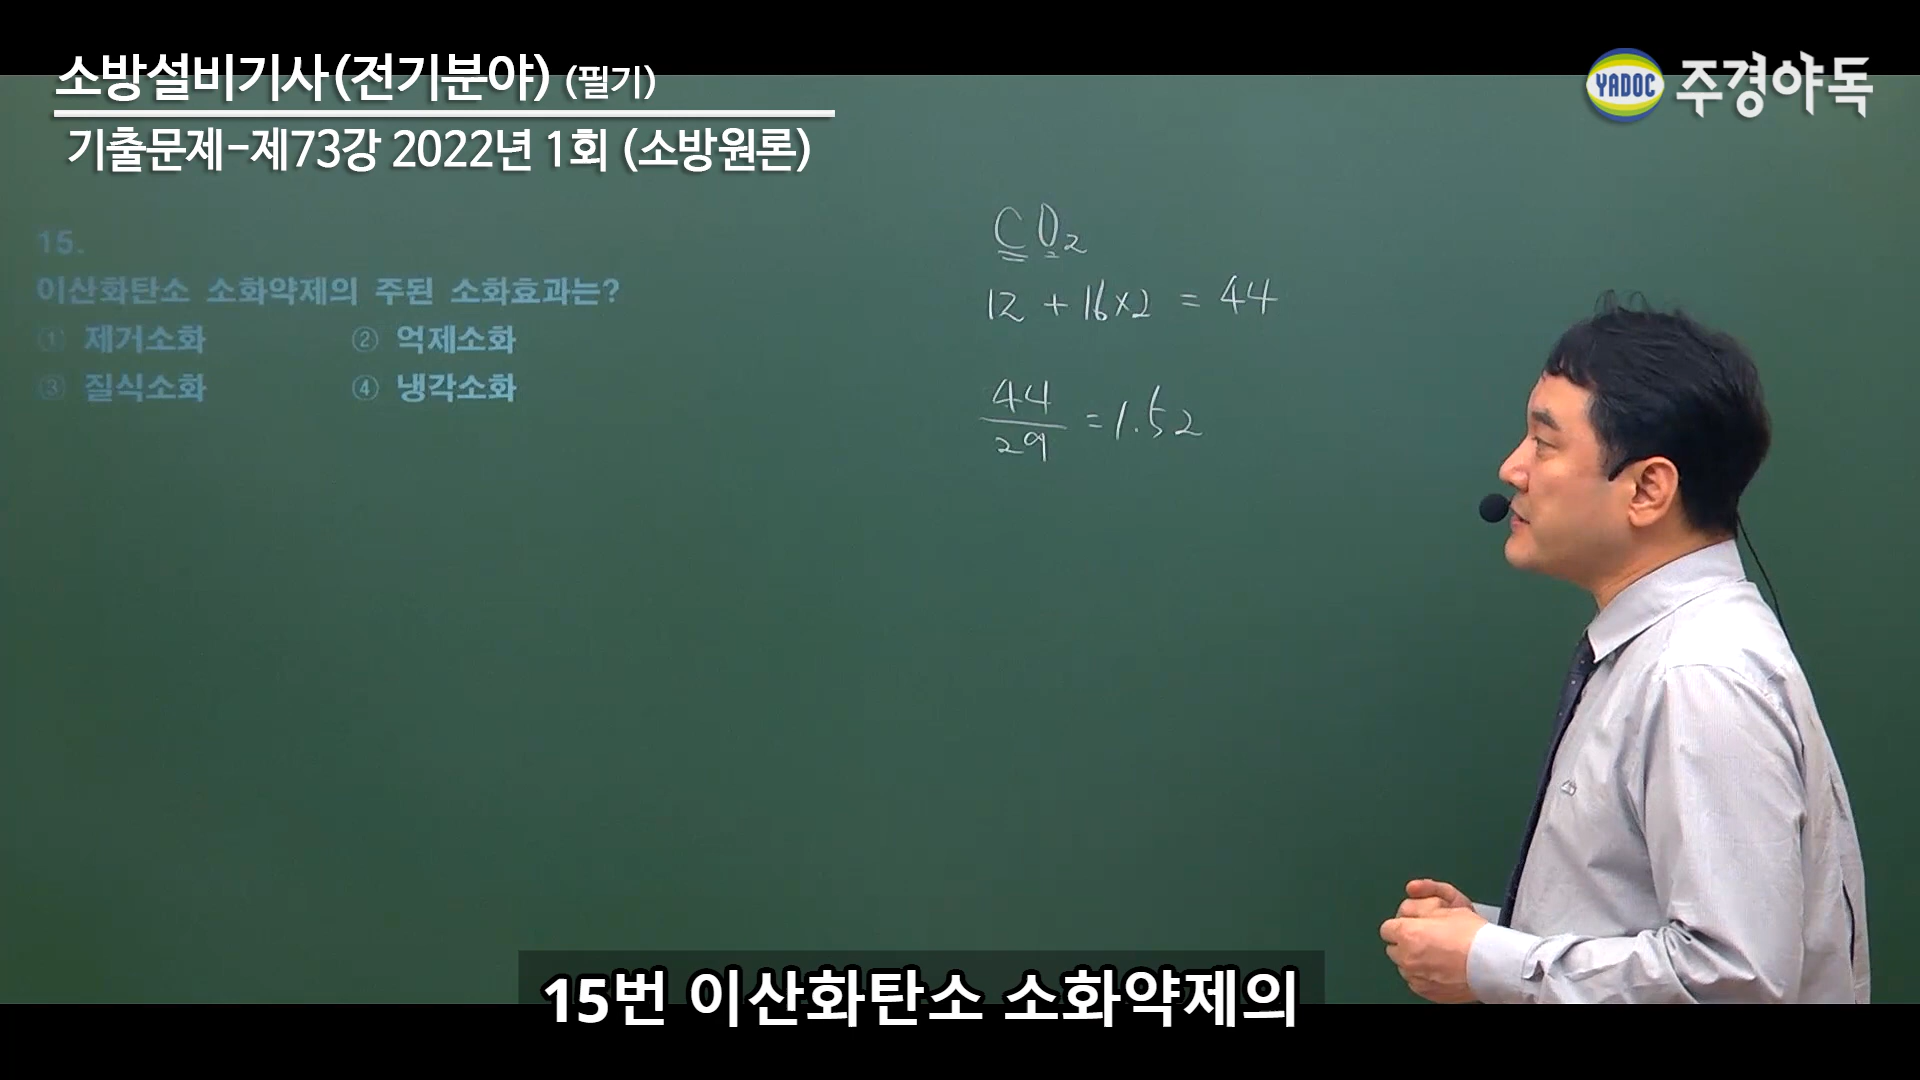 소방설비기사(전기분야) (필기)
기출문제-제73강 2022년 1회 (소방원론)
YADOC 주경야독
15.
이산화탄소 소화약제의 주된 소화효과는?
① 제거소화 ② 억제소화
③ 질식소화 ④ 냉각소화
CO₂
12 + 16×2 = 44
44
29
= 1.52
15번 이산화탄소 소화약제의